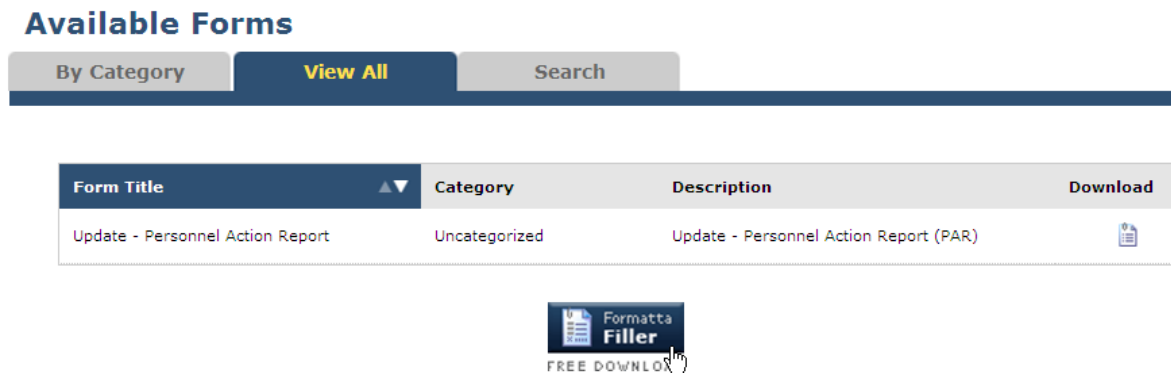 Available Forms
By Category View All Search
Form Title Category Description Download
Update - Personnel Action Report Uncategorized Update - Personnel Action Report (PAR)
Formatta
Filler
FREE